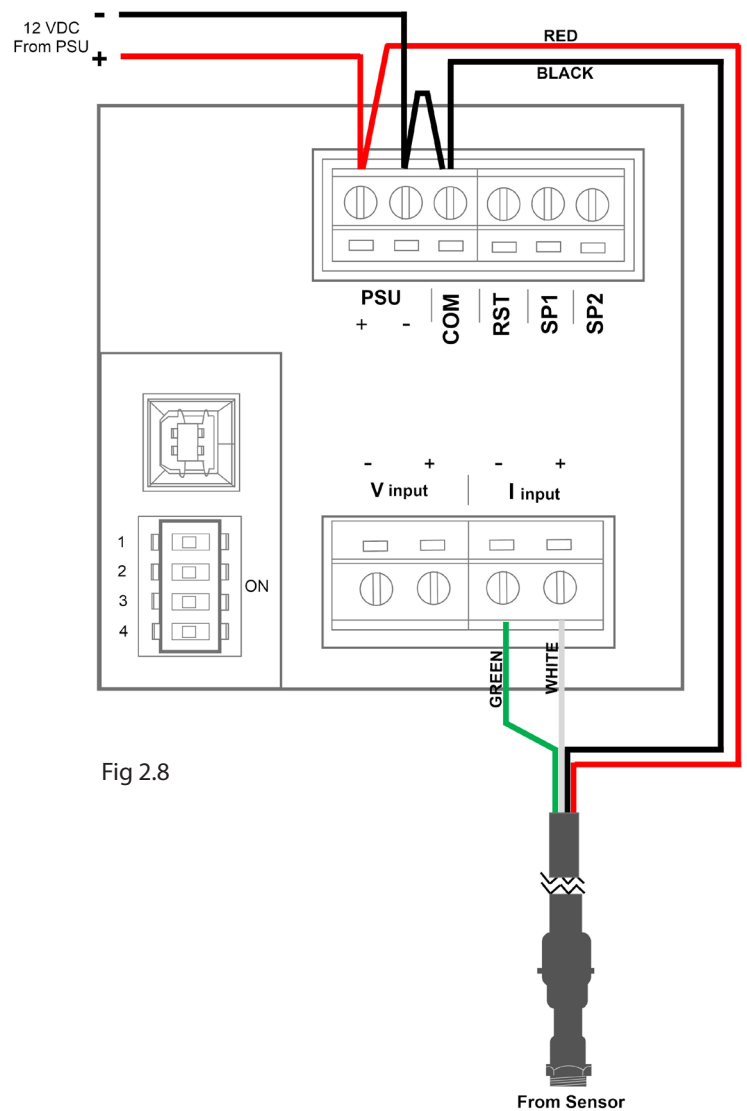 -
12 VDC
From PSU
+
RED
BLACK
PSU
+ -
COM
RST
SP1
SP2
- + - +
V input I input
1
2
3
4
ON
GREEN
WHITE
Fig 2.8
From Sensor